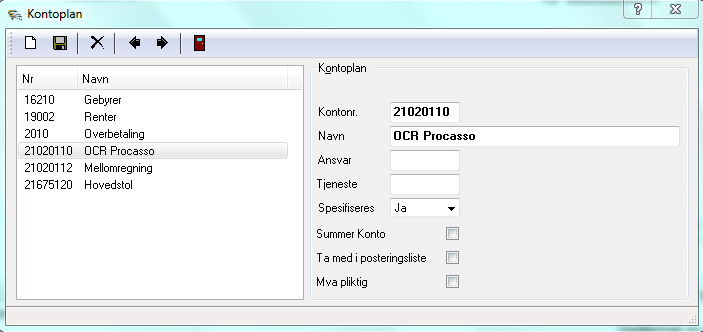 Kontoplan
?
Nr Navn
16210 Gebyrer
19002 Renter
2010 Overbetaling
21020110 OCR Procasso
21020112 Mellomregning
21675120 Hovedstol
Kontoplan
Kontonr. 21020110
Navn OCR Procasso
Ansvar
Tjeneste
Spesifiseres Ja
Summer Konto
Ta med i posteringsliste
Mva pliktig